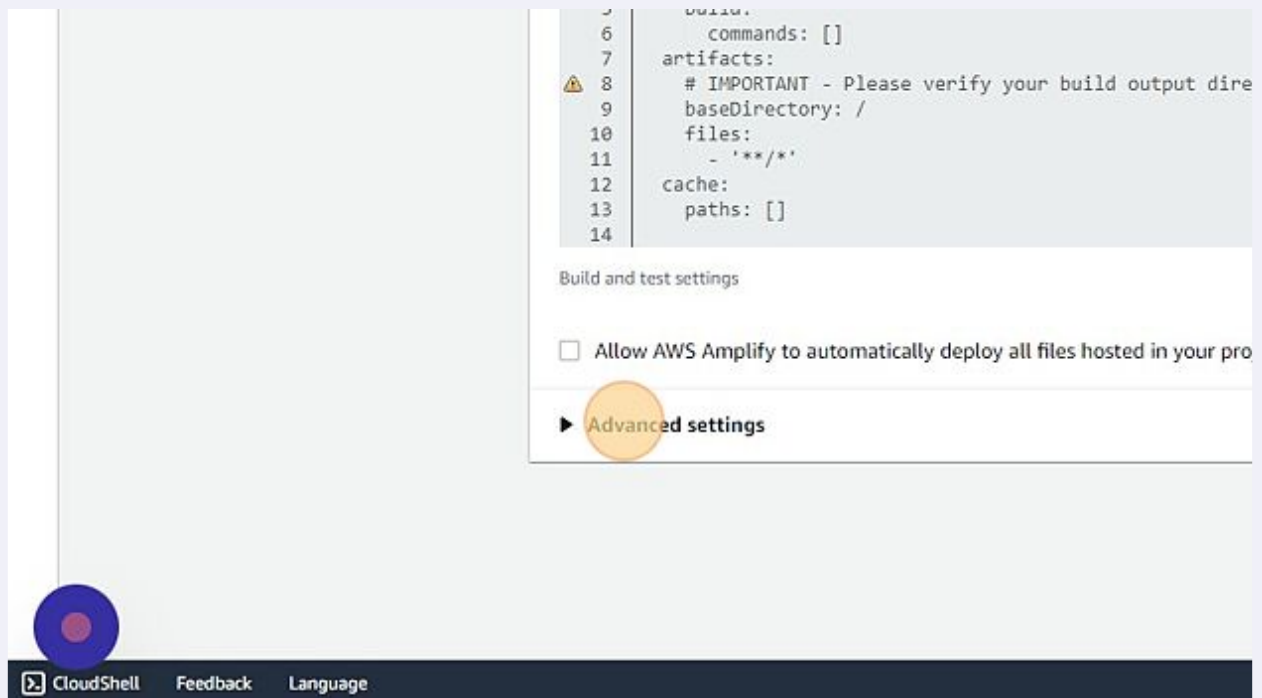 5 build:
6 commands: []
7 artifacts:
8 # IMPORTANT - Please verify your build output dire
9 baseDirectory: /
10 files:
11 - '**/*'
12 cache:
13 paths: []
14
Build and test settings
Allow AWS Amplify to automatically deploy all files hosted in your pro
Advanced settings
CloudShell Feedback Language